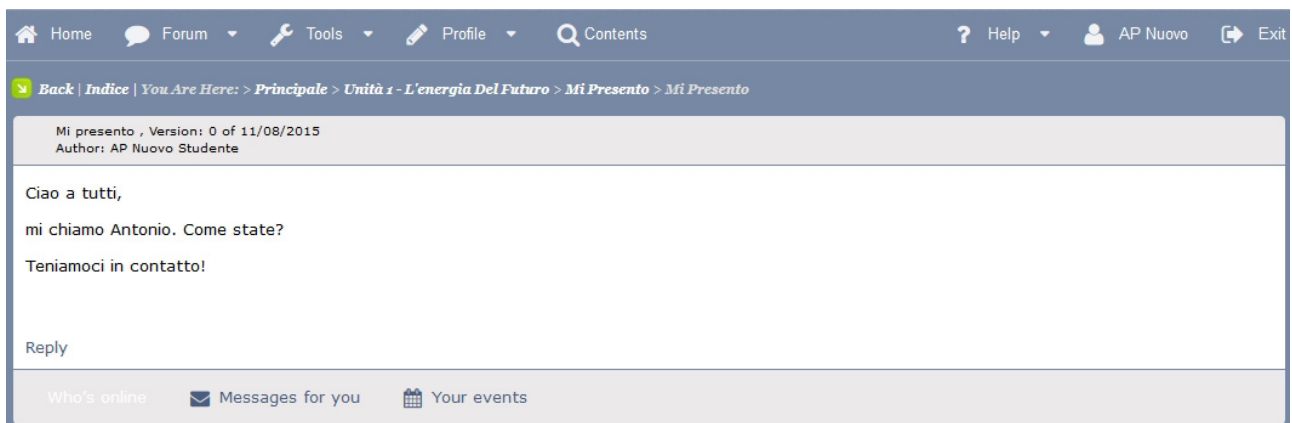 Home Forum Tools Profile Contents ? Help AP Nuovo Exit
Back | Indice | You Are Here: > Principale > Unità 1 - L'energia Del Futuro > Mi Presento > Mi Presento
Mi presento , Version: 0 of 11/08/2015
Author: AP Nuovo Studente
Ciao a tutti,
mi chiamo Antonio. Come state?
Teniamoci in contatto!
Reply
Who's online Messages for you Your events